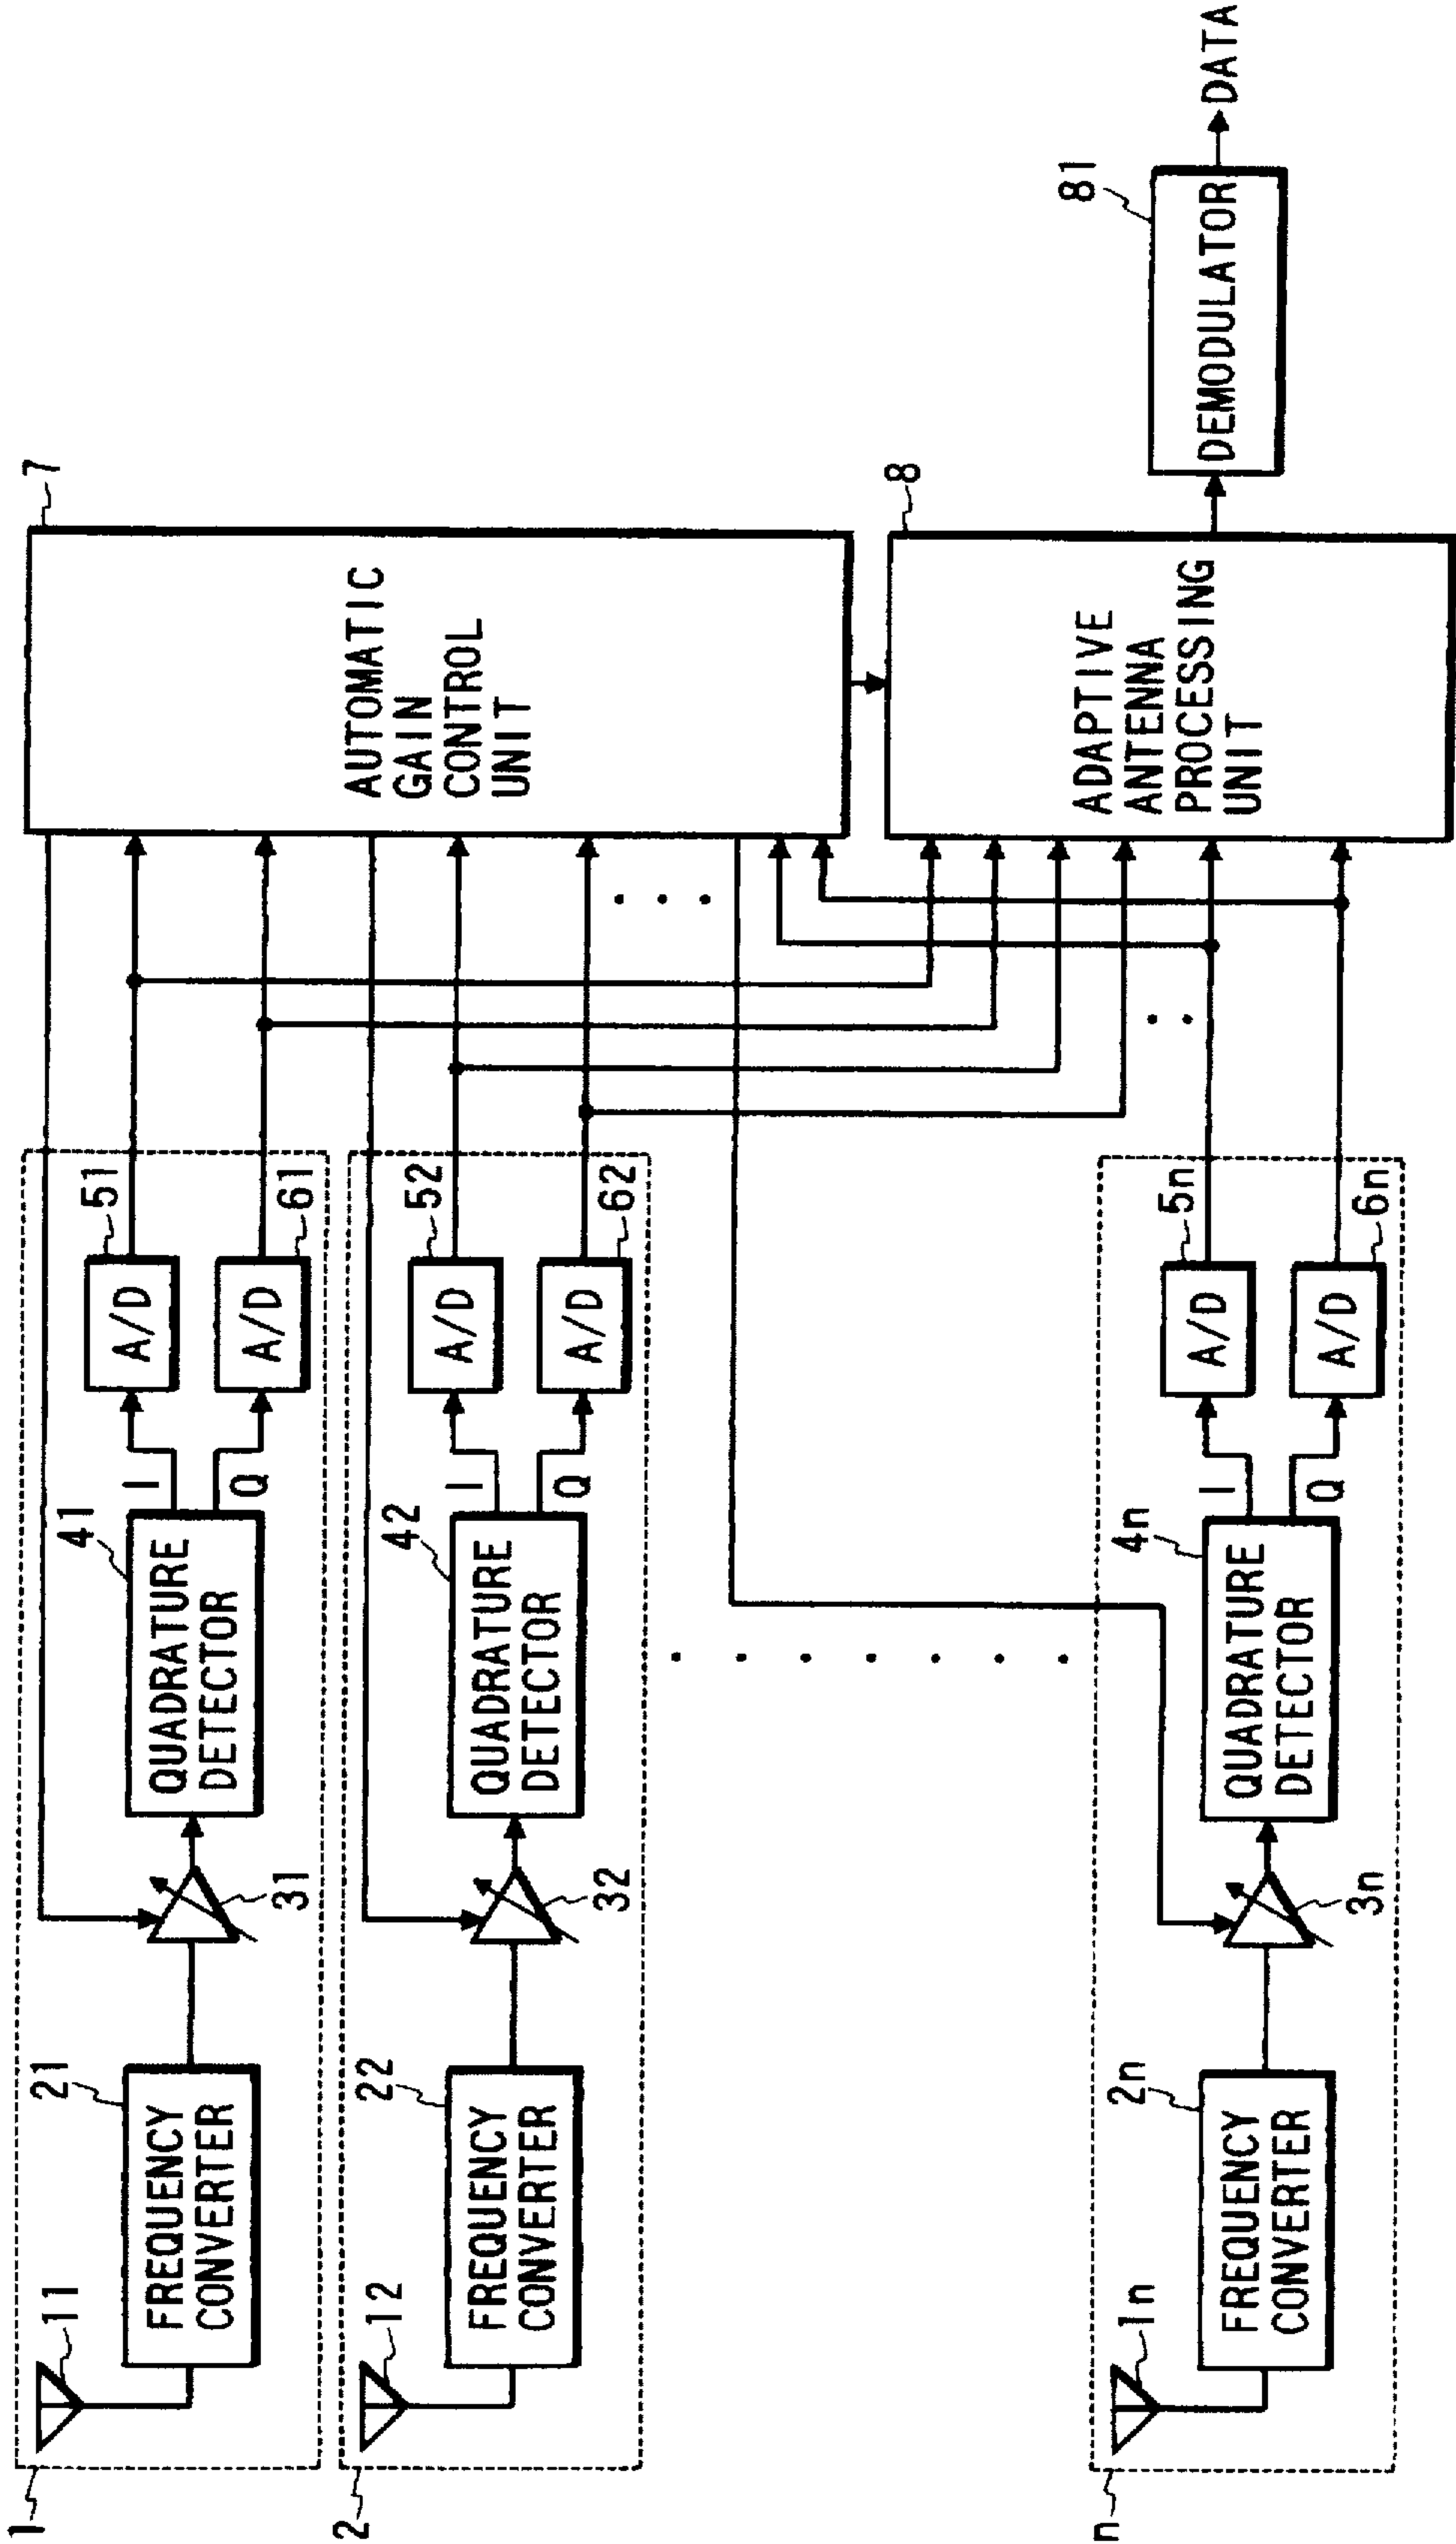 1
11
21
FREQUENCY
CONVERTER
31
41
QUADRATURE
DETECTOR
I
Q
51
A/D
61
A/D
2
12
22
FREQUENCY
CONVERTER
32
42
QUADRATURE
DETECTOR
I
Q
52
A/D
62
A/D
n
1n
2n
FREQUENCY
CONVERTER
3n
4n
QUADRATURE
DETECTOR
I
Q
5n
A/D
6n
A/D
7
AUTOMATIC
GAIN
CONTROL
UNIT
8
ADAPTIVE
ANTENNA
PROCESSING
UNIT
81
DEMODULATOR
DATA